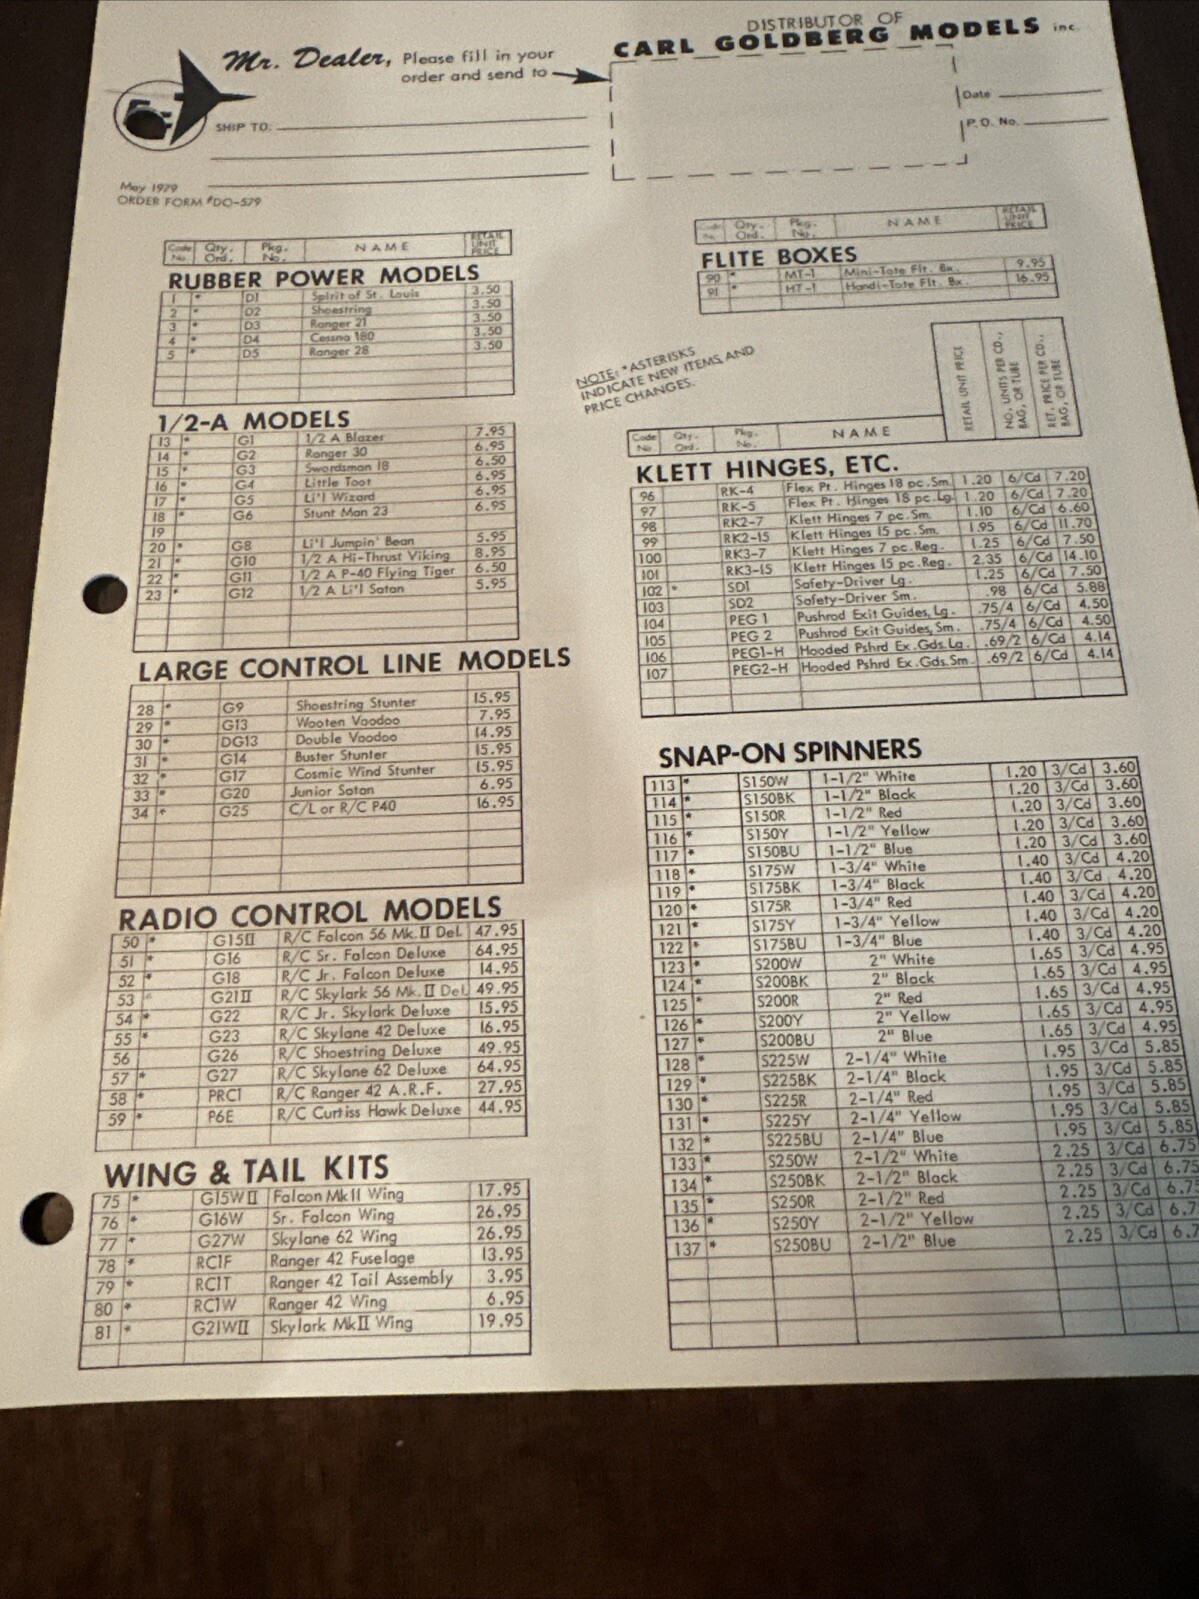 DISTRIBUTOR OF
CARL GOLDBERG MODELS inc.
Mr. Dealer, Please fill in your
order and send to
Date
P.O. No.
SHIP TO:
May 1979
ORDER FORM #DO-579
Code No. Qty. Ord. Pkg. No. NAME RETAIL UNIT PRICE
RUBBER POWER MODELS
1 * D1 Spirit of St. Louis 3.50
2 * D2 Shoestring 3.50
3 * D3 Ranger 21 3.50
4 * D4 Cessna 180 3.50
5 * D5 Ranger 28 3.50
1/2-A MODELS
13 * G1 1/2 A Blazer 7.95
14 * G2 Ranger 30 6.95
15 * G3 Swordsman 18 6.50
16 * G4 Little Toot 6.95
17 * G5 Li'l Wizard 6.95
18 * G6 Stunt Man 23 6.95
19
20 * G8 Li'l Jumpin' Bean 5.95
21 * G10 1/2 A Hi-Thrust Viking 8.95
22 * G11 1/2 A P-40 Flying Tiger 6.50
23 * G12 1/2 A Li'l Satan 5.95
LARGE CONTROL LINE MODELS
28 * G9 Shoestring Stunter 15.95
29 * G13 Wooten Voodoo 7.95
30 * DG13 Double Voodoo 14.95
31 * G14 Buster Stunter 15.95
32 * G17 Cosmic Wind Stunter 15.95
33 * G20 Junior Satan 6.95
34 * G25 C/L or R/C P40 16.95
RADIO CONTROL MODELS
50 * G15II R/C Falcon 56 Mk.II Del. 47.95
51 * G16 R/C Sr. Falcon Deluxe 64.95
52 * G18 R/C Jr. Falcon Deluxe 14.95
53 * G21II R/C Skylark 56 Mk.II Del. 49.95
54 * G22 R/C Jr. Skylark Deluxe 15.95
55 * G23 R/C Skylane 42 Deluxe 16.95
56 G26 R/C Shoestring Deluxe 49.95
57 * G27 R/C Skylane 62 Deluxe 64.95
58 * PRC1 R/C Ranger 42 A.R.F. 27.95
59 * P6E R/C Curtiss Hawk Deluxe 44.95
WING & TAIL KITS
75 * G15WII Falcon MkII Wing 17.95
76 * G16W Sr. Falcon Wing 26.95
77 * G27W Skylane 62 Wing 26.95
78 * RC1F Ranger 42 Fuselage 13.95
79 * RC1T Ranger 42 Tail Assembly 3.95
80 * RC1W Ranger 42 Wing 6.95
81 * G21WII Skylark MkII Wing 19.95
Code No. Qty. Ord. Pkg. No. NAME RETAIL UNIT PRICE
FLITE BOXES
90 * MT-1 Mini-Tote Flt. Bx. 9.95
91 * HT-1 Handi-Tote Flt. Bx. 16.95
NOTE: *ASTERISKS
INDICATE NEW ITEMS, AND
PRICE CHANGES.
Code No Qty. Ord. Pkg. No. NAME RETAIL UNIT PRICE NO. UNITS PER CD., BAG, OR TUBE RET. PRICE PER CD., BAG, OR TUBE
KLETT HINGES, ETC.
96 RK-4 Flex Pt. Hinges 18 pc. Sm. 1.20 6/Cd 7.20
97 RK-5 Flex Pt. Hinges 18 pc. Lg. 1.20 6/Cd 7.20
98 RK2-7 Klett Hinges 7 pc. Sm. 1.10 6/Cd 6.60
99 RK2-15 Klett Hinges 15 pc. Sm. 1.95 6/Cd 11.70
100 RK3-7 Klett Hinges 7 pc. Reg. 1.25 6/Cd 7.50
101 RK3-15 Klett Hinges 15 pc. Reg. 2.35 6/Cd 14.10
102 * SD1 Safety-Driver Lg. 1.25 6/Cd 7.50
103 SD2 Safety-Driver Sm. .98 6/Cd 5.88
104 PEG 1 Pushrod Exit Guides, Lg. .75/4 6/Cd 4.50
105 PEG 2 Pushrod Exit Guides, Sm. .75/4 6/Cd 4.50
106 PEG1-H Hooded Pshrd Ex.Gds.Lg. .69/2 6/Cd 4.14
107 PEG2-H Hooded Pshrd Ex.Gds.Sm. .69/2 6/Cd 4.14
SNAP-ON SPINNERS
113 * S150W 1-1/2" White 1.20 3/Cd 3.60
114 * S150BK 1-1/2" Black 1.20 3/Cd 3.60
115 * S150R 1-1/2" Red 1.20 3/Cd 3.60
116 * S150Y 1-1/2" Yellow 1.20 3/Cd 3.60
117 * S150BU 1-1/2" Blue 1.20 3/Cd 3.60
118 * S175W 1-3/4" White 1.40 3/Cd 4.20
119 * S175BK 1-3/4" Black 1.40 3/Cd 4.20
120 * S175R 1-3/4" Red 1.40 3/Cd 4.20
121 * S175Y 1-3/4" Yellow 1.40 3/Cd 4.20
122 * S175BU 1-3/4" Blue 1.40 3/Cd 4.20
123 * S200W 2" White 1.65 3/Cd 4.95
124 * S200BK 2" Black 1.65 3/Cd 4.95
125 * S200R 2" Red 1.65 3/Cd 4.95
126 * S200Y 2" Yellow 1.65 3/Cd 4.95
127 * S200BU 2" Blue 1.65 3/Cd 4.95
128 * S225W 2-1/4" White 1.95 3/Cd 5.85
129 * S225BK 2-1/4" Black 1.95 3/Cd 5.85
130 * S225R 2-1/4" Red 1.95 3/Cd 5.85
131 * S225Y 2-1/4" Yellow 1.95 3/Cd 5.85
132 * S225BU 2-1/4" Blue 1.95 3/Cd 5.85
133 * S250W 2-1/2" White 2.25 3/Cd 6.75
134 * S250BK 2-1/2" Black 2.25 3/Cd 6.75
135 * S250R 2-1/2" Red 2.25 3/Cd 6.7
136 * S250Y 2-1/2" Yellow 2.25 3/Cd 6.7
137 * S250BU 2-1/2" Blue 2.25 3/Cd 6.7